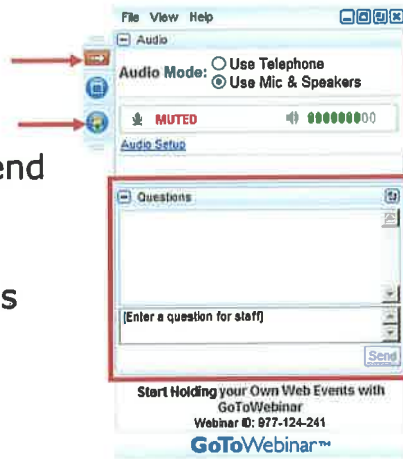 File View Help
Audio
Audio Mode: Use Telephone
Use Mic & Speakers
MUTED
Audio Setup
end
Questions
s
[Enter a question for staff]
Send
Start Holding your Own Web Events with
GoToWebinar
Webinar ID: 977-124-241
GoToWebinar™